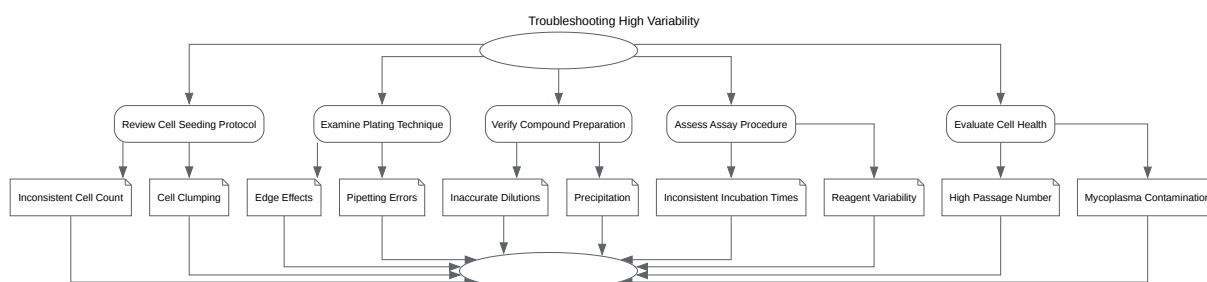 Troubleshooting High Variability
Review Cell Seeding Protocol
Examine Plating Technique
Verify Compound Preparation
Assess Assay Procedure
Evaluate Cell Health
Inconsistent Cell Count
Cell Clumping
Edge Effects
Pipetting Errors
Inaccurate Dilutions
Precipitation
Inconsistent Incubation Times
Reagent Variability
High Passage Number
Mycoplasma Contamination